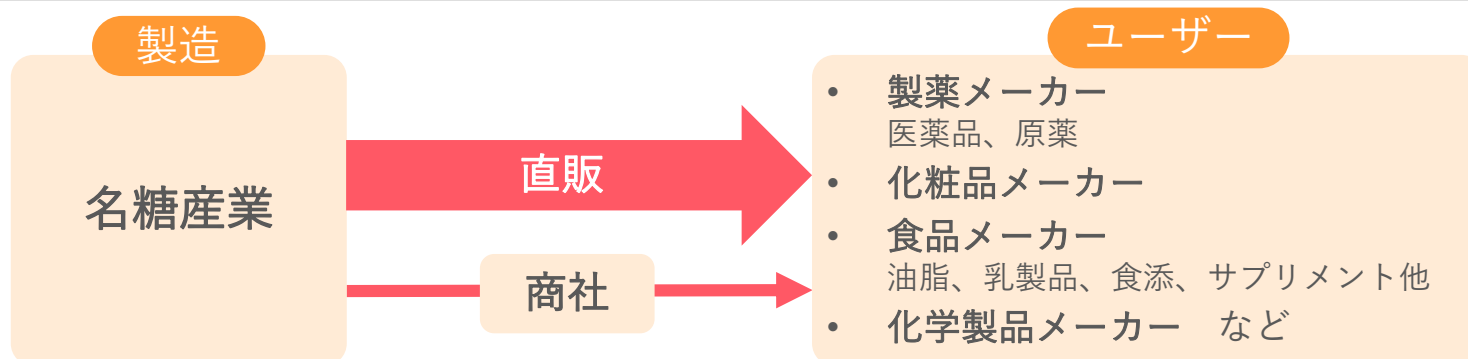 製造
名糖産業
直販
商社
ユーザー
• 製薬メーカー
医薬品、原薬
• 化粧品メーカー
• 食品メーカー
油脂、乳製品、食添、サプリメント他
• 化学製品メーカー　など